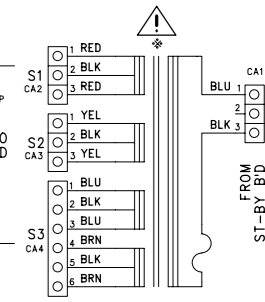 ※
1 RED
2 BLK
3 RED
S1
CA2
P
1 YEL
2 BLK
3 YEL
O
D
S2
CA3
1 BLU
2 BLK
3 BLU
4 BRN
5 BLK
6 BRN
S3
CA4
CA1
BLU 1
2
BLK 3
FROM
ST-BY B'D